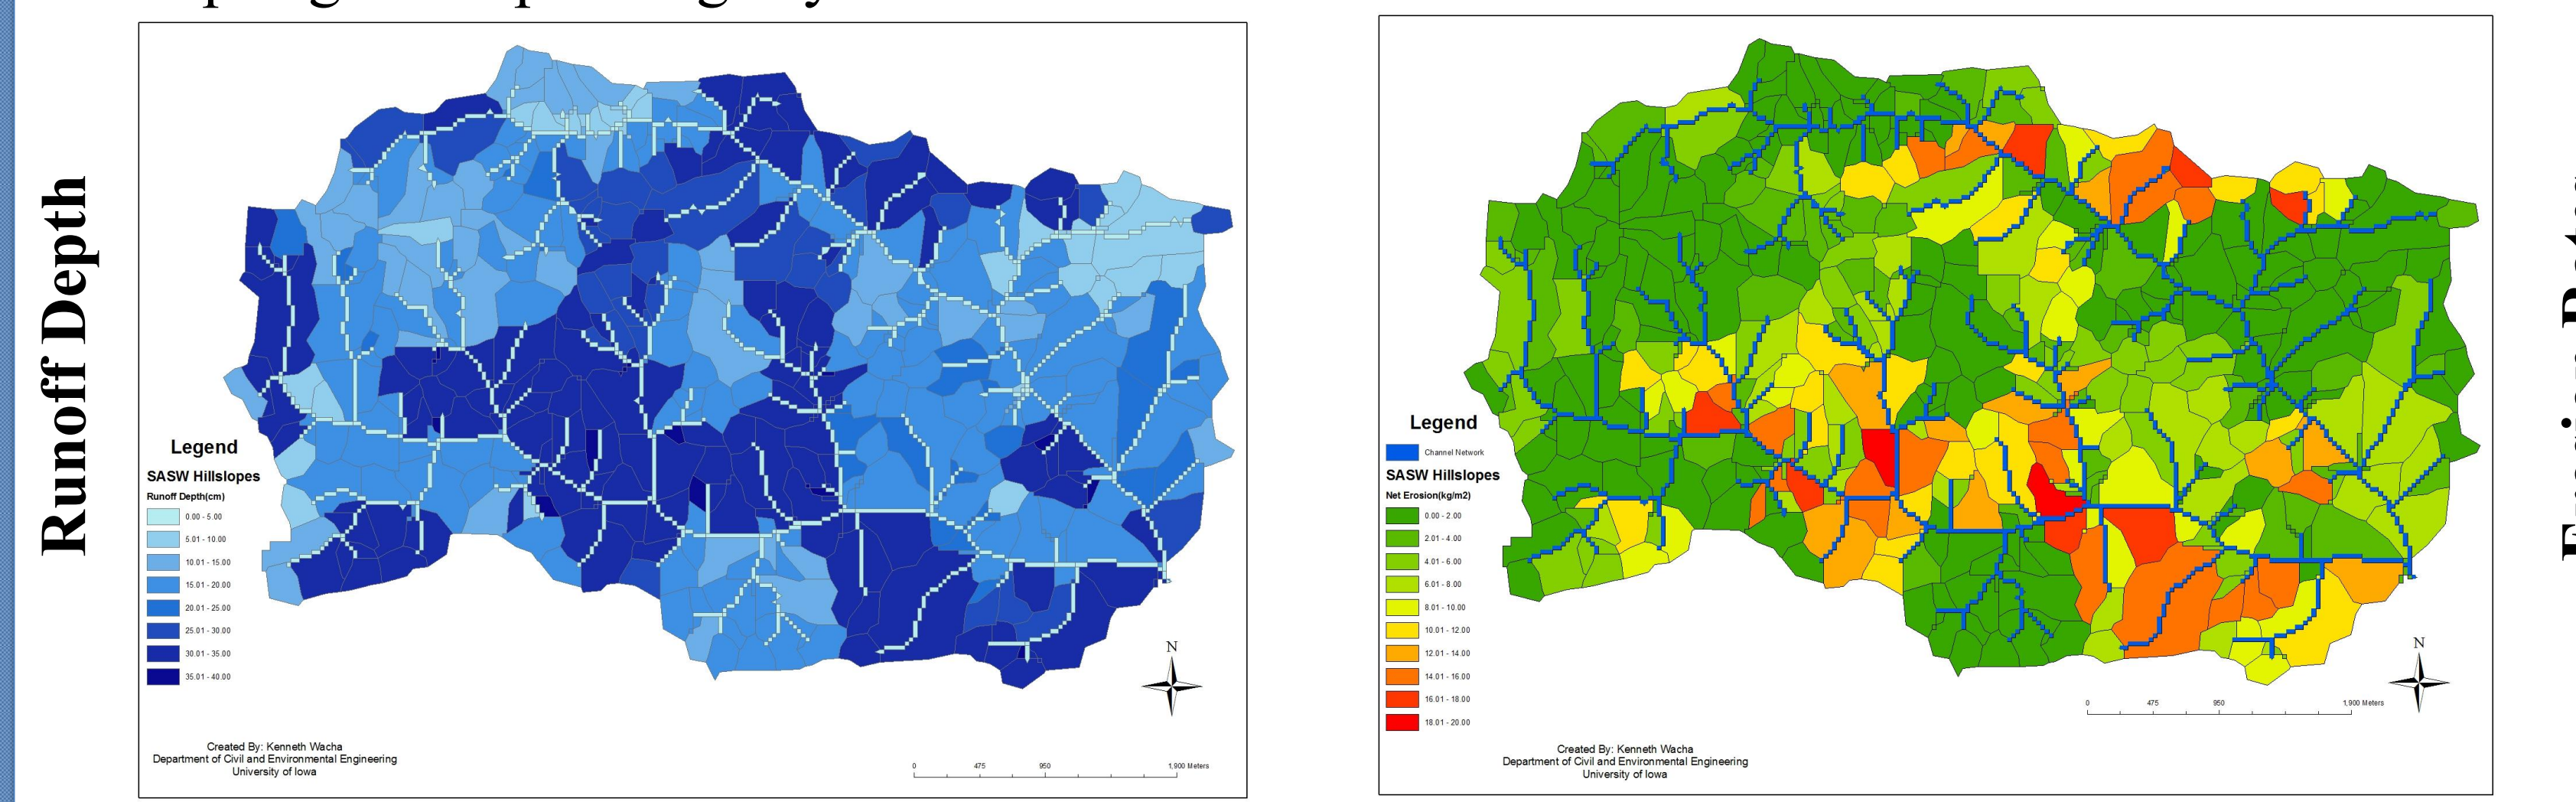 Runoff Depth
Legend
SASW Hillslopes
Runoff Depth(cm)
0.00 - 5.00
5.01 - 10.00
10.01 - 15.00
15.01 - 20.00
20.01 - 25.00
25.01 - 30.00
30.01 - 35.00
35.01 - 40.00
N
Created By: Kenneth Wacha
Department of Civil and Environmental Engineering
University of Iowa
0 475 950 1,900 Meters
Legend
Channel Network
SASW Hillslopes
Net Erosion(kg/m2)
0.00 - 2.00
2.01 - 4.00
4.01 - 6.00
6.01 - 8.00
8.01 - 10.00
10.01 - 12.00
12.01 - 14.00
14.01 - 16.00
16.01 - 18.00
18.01 - 20.00
N
0 475 950 1,900 Meters
Created By: Kenneth Wacha
Department of Civil and Environmental Engineering
University of Iowa